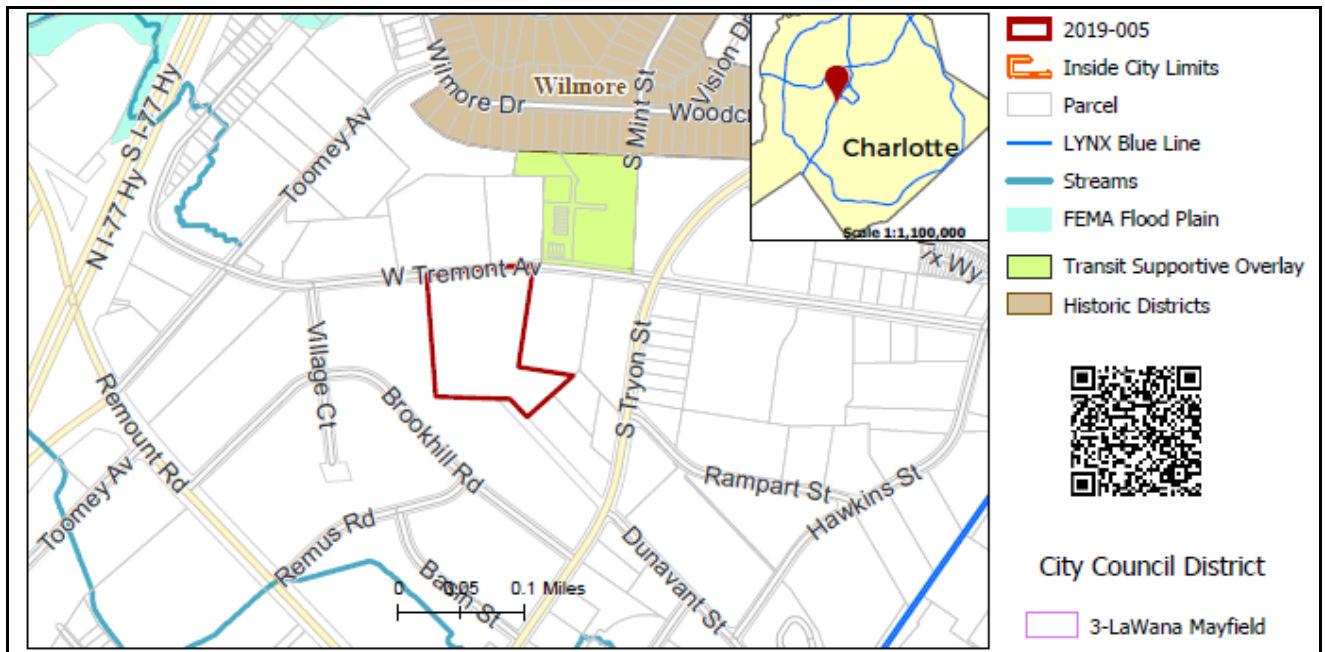 Wilmore
Wilmore Dr
S Mint St
Vision Dr
Woodcr
S I-77 Hy
N I-77 Hy
Toomey Av
W Tremont Av
Village Ct
Brookhill Rd
S Tryon St
Remount Rd
Toomey Av
Remus Rd
Basin St
Rampart St
Hawkins St
Dunavant St
0 0.05 0.1 Miles
Charlotte
Scale 1:1,100,000
2019-005
Inside City Limits
Parcel
LYNX Blue Line
Streams
FEMA Flood Plain
Transit Supportive Overlay
Historic Districts
City Council District
3-LaWana Mayfield